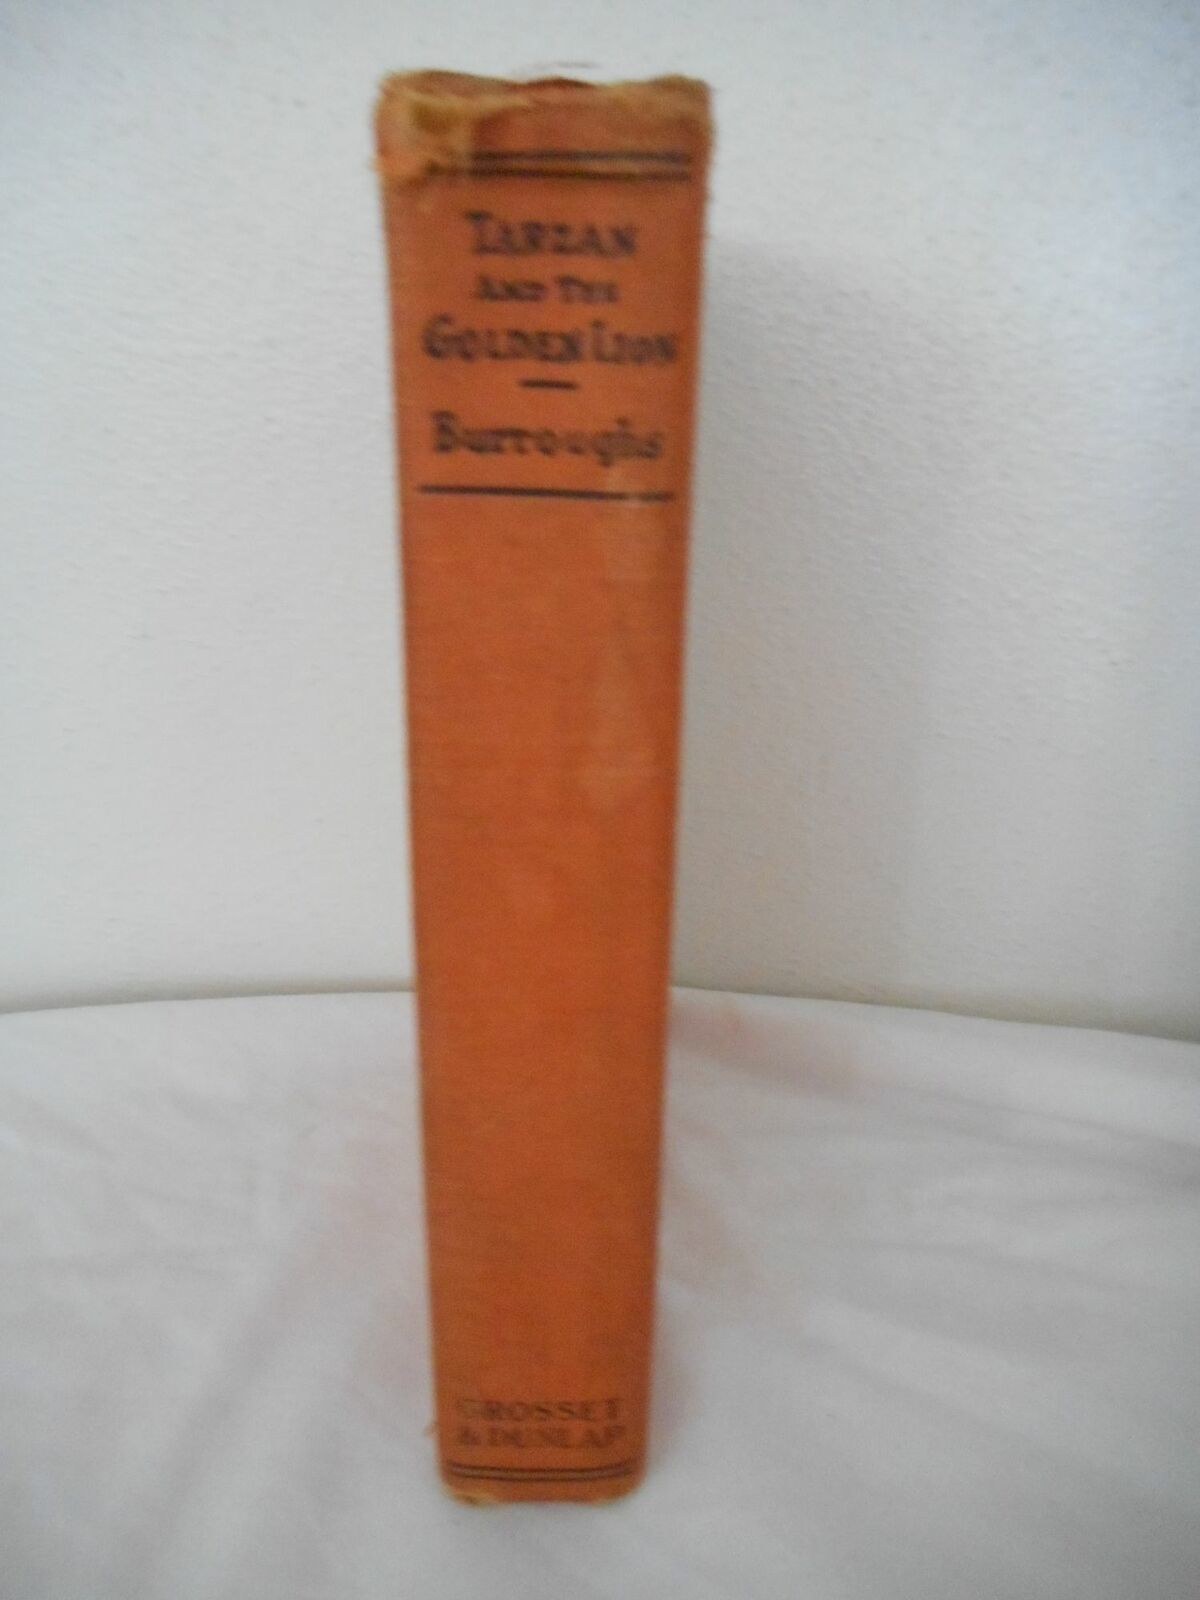 TARZAN
AND THE
GOLDEN LION
Burroughs
GROSSET
& DUNLAP